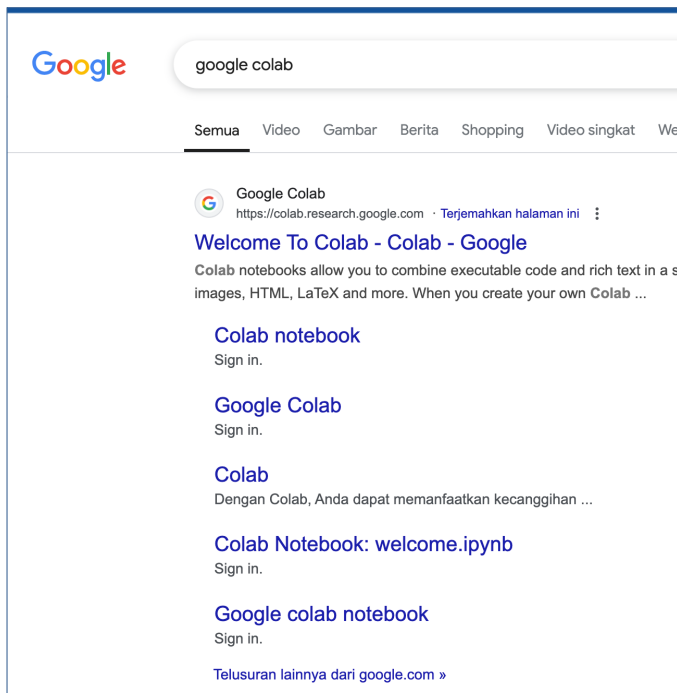 Google
google colab
Semua Video Gambar Berita Shopping Video singkat
Google Colab
https://colab.research.google.com · Terjemahkan halaman ini
Welcome To Colab - Colab - Google
Colab notebooks allow you to combine executable code and rich text in a
images, HTML, LaTeX and more. When you create your own Colab ...
Colab notebook
Sign in.
Google Colab
Sign in.
Colab
Dengan Colab, Anda dapat memanfaatkan kecanggihan ...
Colab Notebook: welcome.ipynb
Sign in.
Google colab notebook
Sign in.
Telusuran lainnya dari google.com »